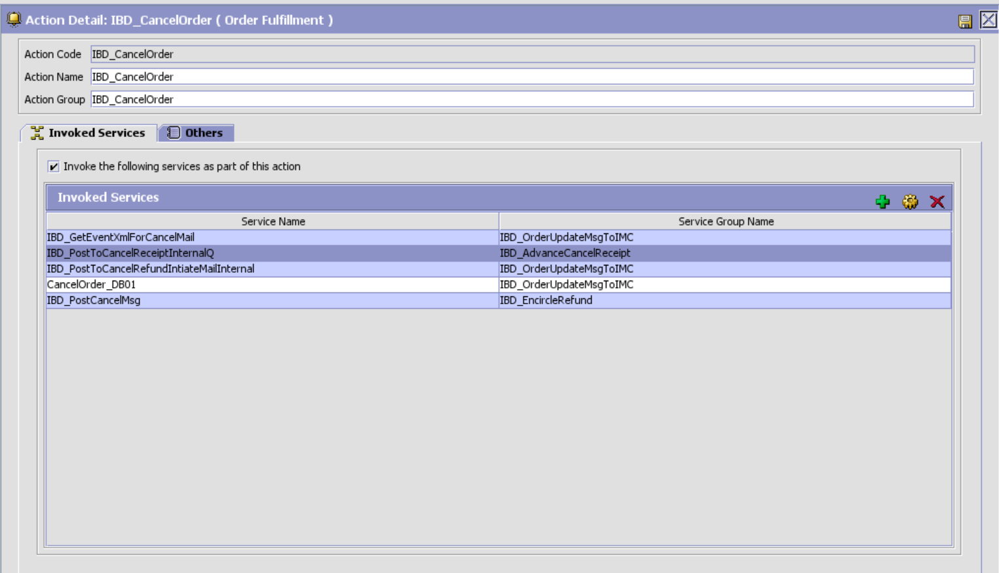 Action Detail: IBD_CancelOrder ( Order Fulfillment )
Action Code IBD_CancelOrder
Action Name IBD_CancelOrder
Action Group IBD_CancelOrder
Invoked Services Others
Invoke the following services as part of this action
Invoked Services
Service Name Service Group Name
IBD_GetEventXmlForCancelMail IBD_OrderUpdateMsgToIMC
IBD_PostToCancelReceiptInternalQ IBD_AdvanceCancelReceipt
IBD_PostToCancelRefundIntiateMailInternal IBD_OrderUpdateMsgToIMC
CancelOrder_DB01 IBD_OrderUpdateMsgToIMC
IBD_PostCancelMsg IBD_EncircleRefund